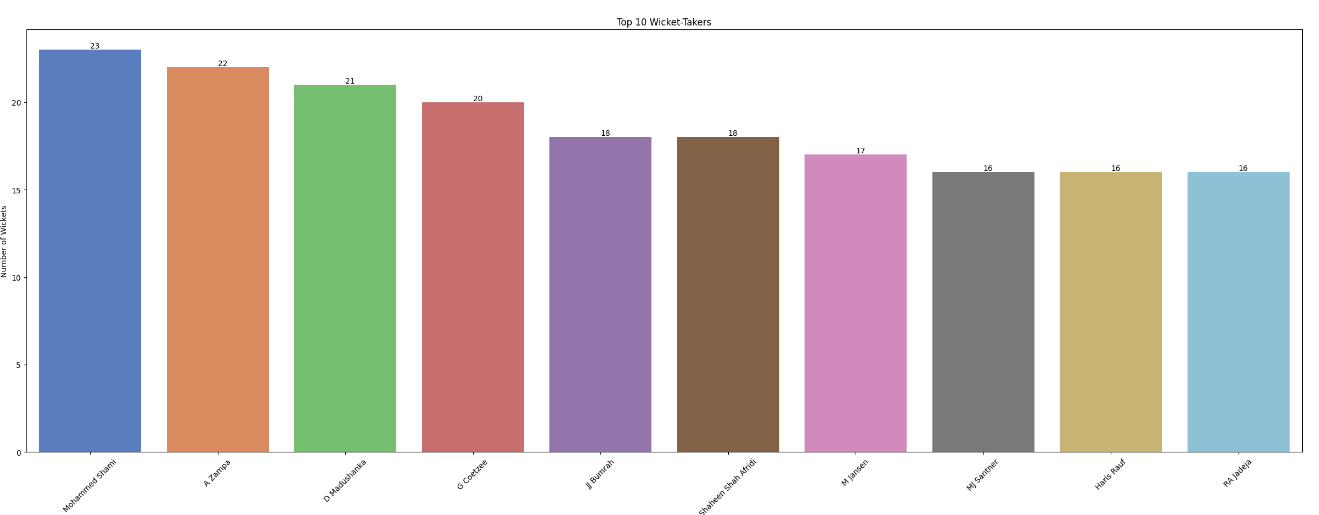 Top 10 Wicket-Takers
Number of Wickets
20
15
10
5
0
23
22
21
20
18
18
17
16
16
16
Mohammed Shami
A Zampa
D Madushanka
G Coetzee
JJ Bumrah
Shaheen Shah Afridi
M Jansen
MJ Santner
Haris Rauf
RA Jadeja